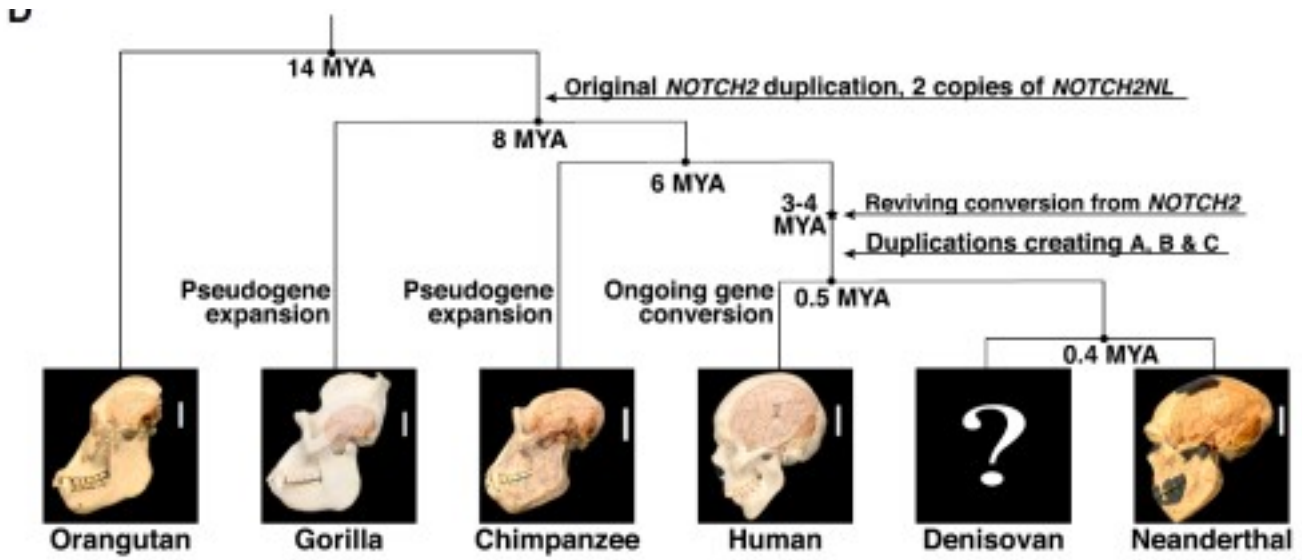 D
14 MYA
Original NOTCH2 duplication, 2 copies of NOTCH2NL
8 MYA
6 MYA
3-4
MYA
Reviving conversion from NOTCH2
Duplications creating A, B & C
Pseudogene
expansion
Pseudogene
expansion
Ongoing gene
conversion
0.5 MYA
0.4 MYA
?
Orangutan
Gorilla
Chimpanzee
Human
Denisovan
Neanderthal